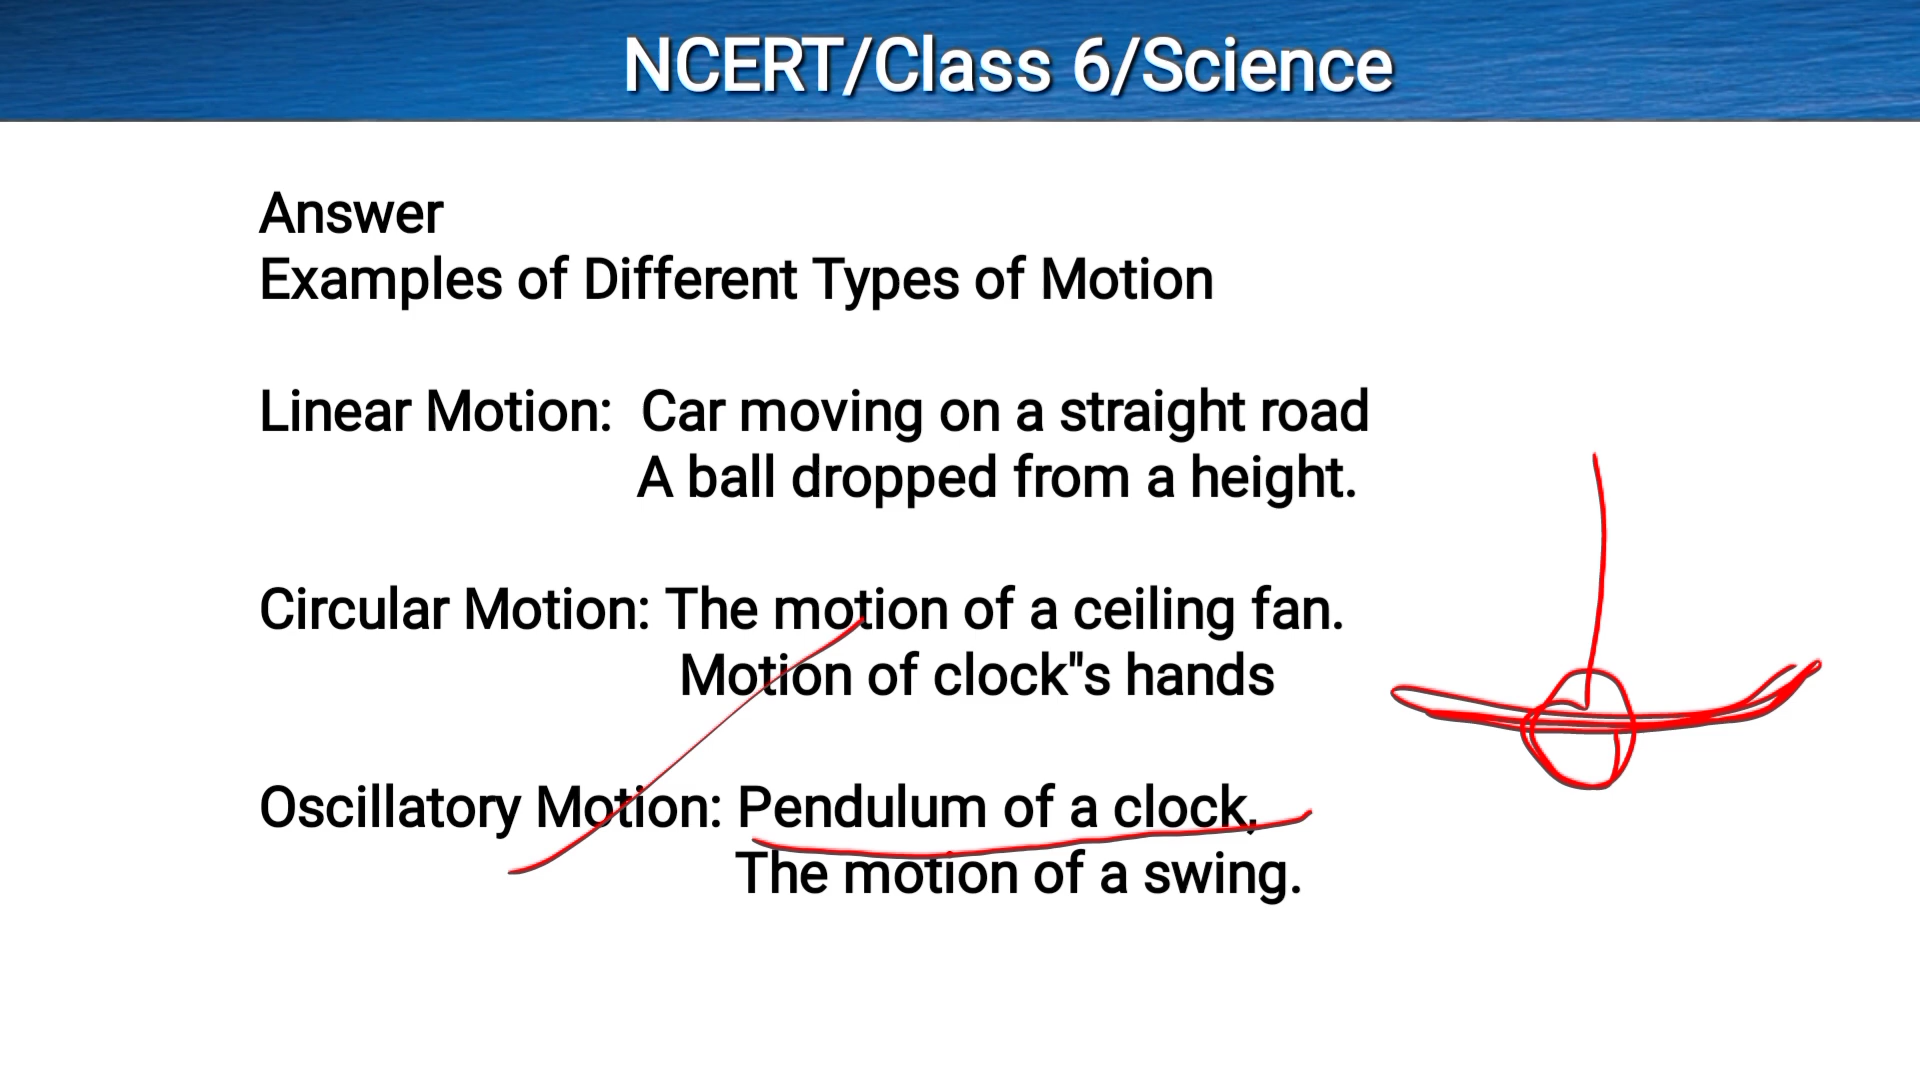 NCERT/Class 6/Science
Answer
Examples of Different Types of Motion
Linear Motion:  Car moving on a straight road
A ball dropped from a height.
Circular Motion: The motion of a ceiling fan.
Motion of clock"s hands
Oscillatory Motion: Pendulum of a clock,
The motion of a swing.